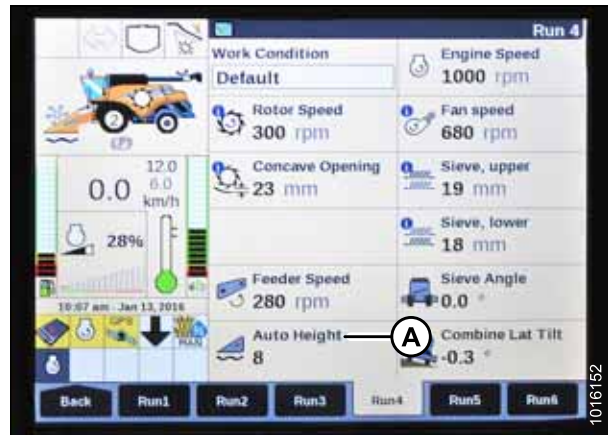 Run 4
Work Condition
Default
Engine Speed
1000 rpm
Rotor Speed
300 rpm
Fan speed
680 rpm
Concave Opening
23 mm
Sieve, upper
19 mm
Sieve, lower
18 mm
Feeder Speed
280 rpm
Sieve Angle
0.0 °
Auto Height
8
A
Combine Lat Tilt
-0.3 °
2
12.0
0.0
6.0
km/h
28%
10:07 am Jan 13, 2016
GPS
MAN
Back
Run1
Run2
Run3
Run4
Run5
Run6
1016152